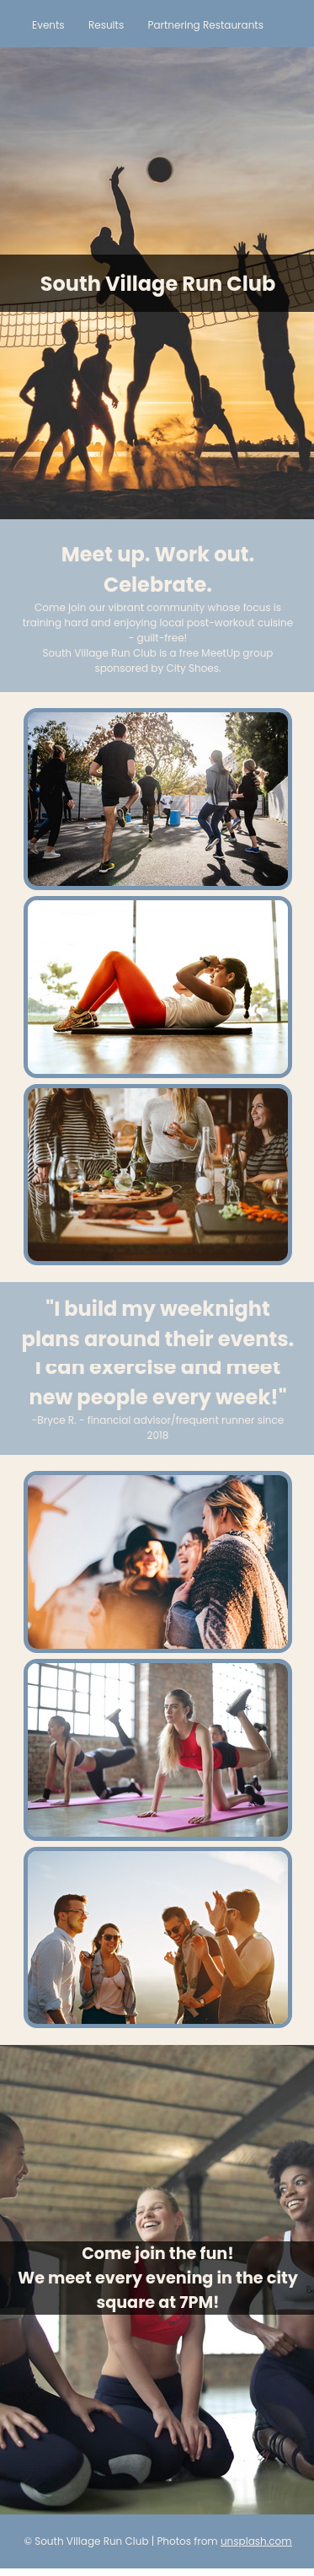 Events Results Partnering Restaurants
South Village Run Club
Meet up. Work out.
Celebrate.
Come join our vibrant community whose focus is
training hard and enjoying local post-workout cuisine
- guilt-free!
South Village Run Club is a free MeetUp group
sponsored by City Shoes.
"I build my weeknight
plans around their events.
I can exercise and meet
new people every week!"
-Bryce R. - financial advisor/frequent runner since
2018
Come join the fun!
We meet every evening in the city
square at 7PM!
© South Village Run Club | Photos from unsplash.com